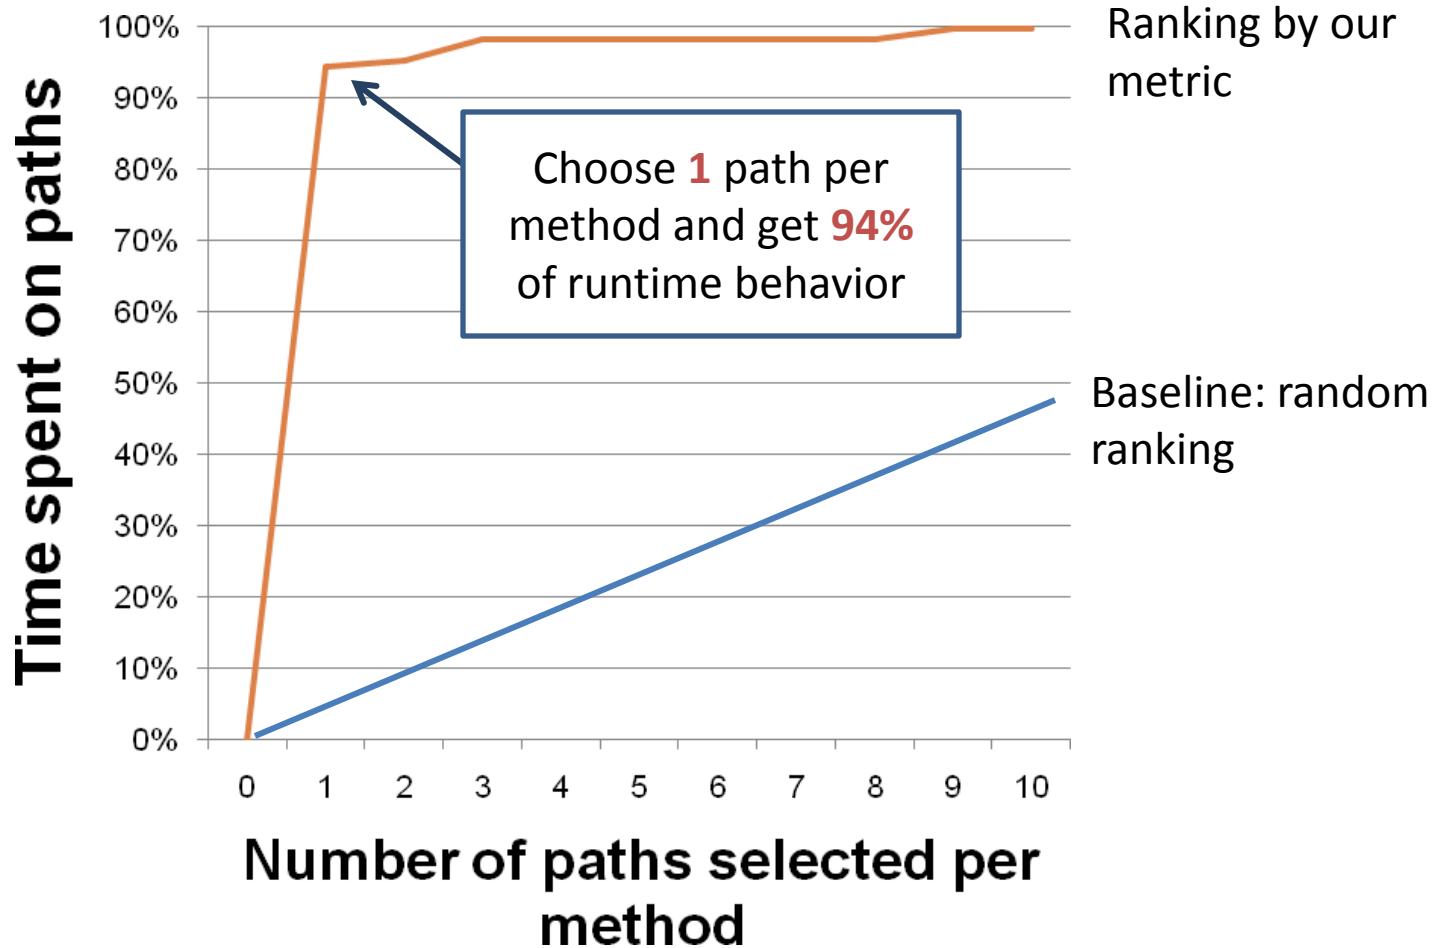 100%
90%
80%
70%
60%
50%
40%
30%
20%
10%
0%
Time spent on paths
Ranking by our
metric
Choose 1 path per
method and get 94%
of runtime behavior
Baseline: random
ranking
0 1 2 3 4 5 6 7 8 9 10
Number of paths selected per
method